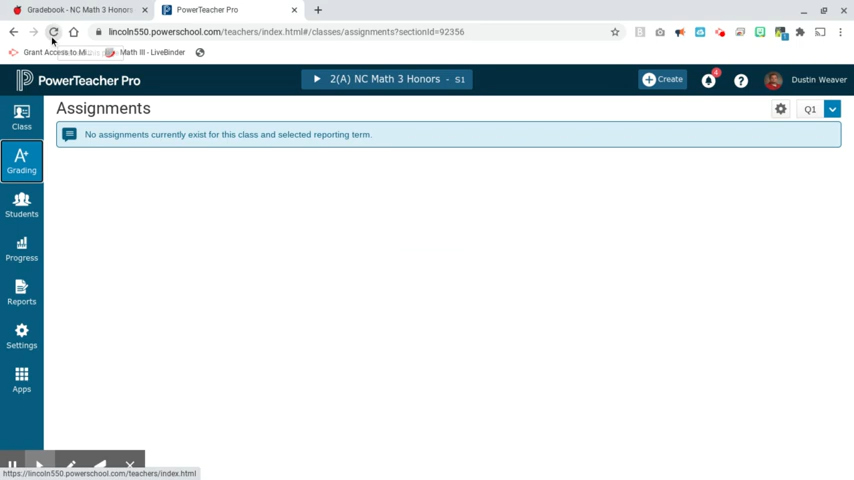 Gradebook - NC Math 3 Honors
PowerTeacher Pro
lincoln550.powerschool.com/teachers/index.html#/classes/assignments?sectionId=92356
Grant Access to Mi...
Math III - LiveBinder
PowerTeacher Pro
2(A) NC Math 3 Honors - S1
Create
4
Dustin Weaver
Class
Assignments
Q1
No assignments currently exist for this class and selected reporting term.
A+
Grading
Students
Progress
Reports
Settings
Apps
https://lincoln550.powerschool.com/teachers/index.html